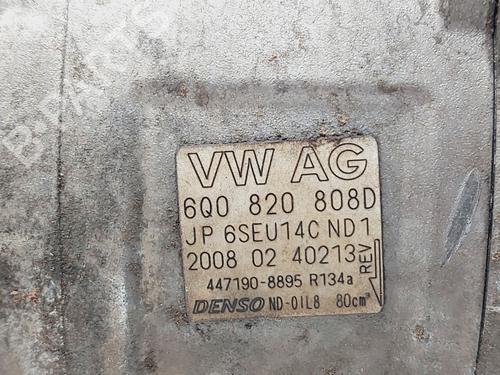 B-PARTS
VW AG
6Q0 820 808D
JP 6SEU14C ND1
2008 02 40213
REV
447190-8895 R134a
DENSO ND-OIL8 80cm³